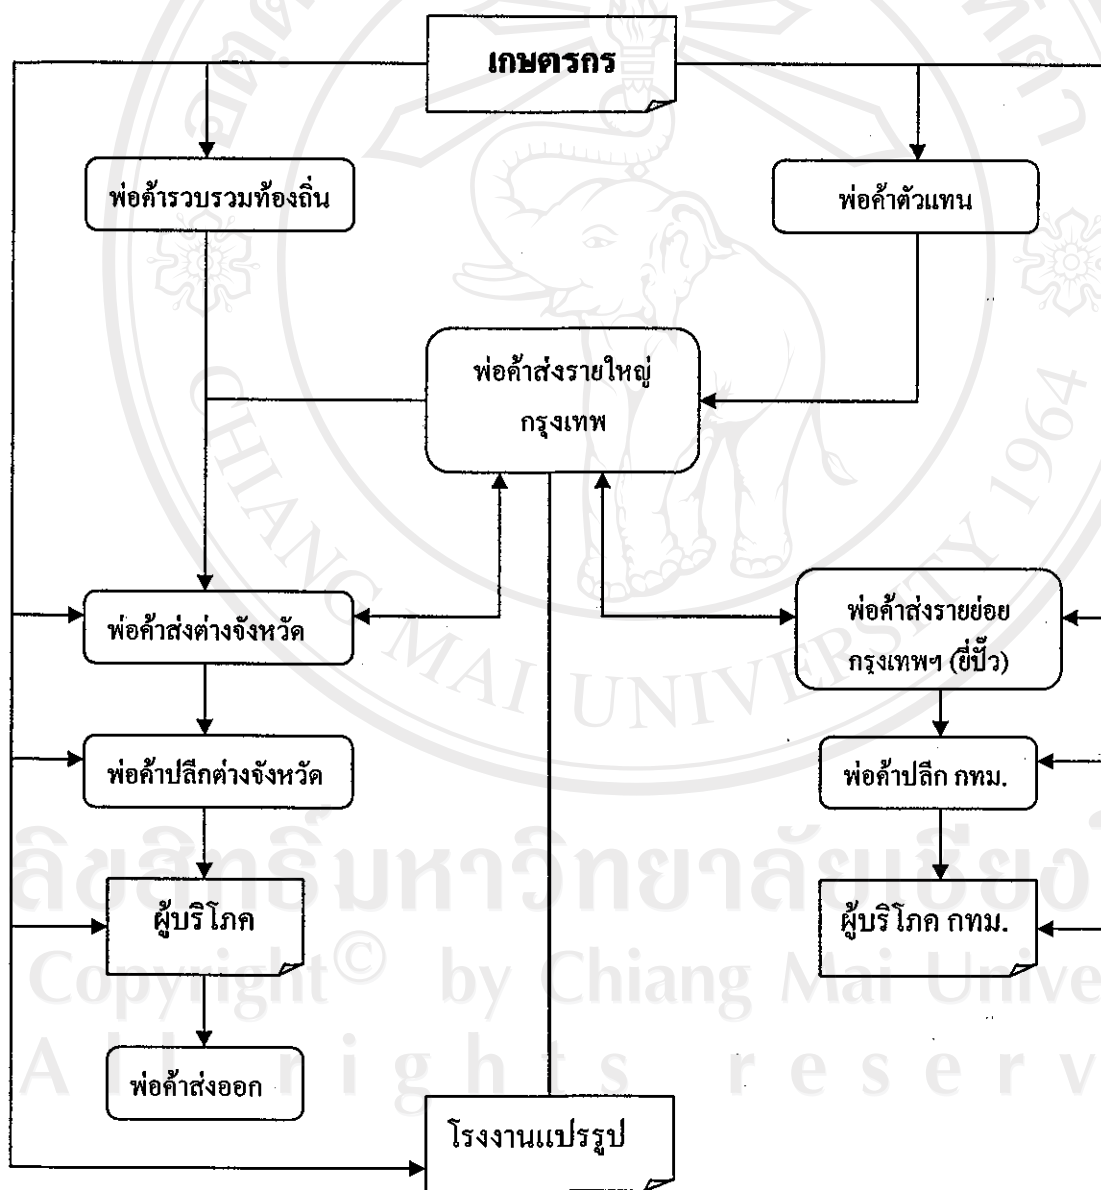 เกษตรกร
พ่อค้ารวบรวมท้องถิ่น
พ่อค้าตัวแทน
พ่อค้าส่งรายใหญ่
กรุงเทพ
พ่อค้าส่งต่างจังหวัด
พ่อค้าส่งรายย่อย
กรุงเทพฯ (ยี่ปั๊ว)
พ่อค้าปลีกต่างจังหวัด
พ่อค้าปลีก กทม.
ผู้บริโภค
ผู้บริโภค กทม.
พ่อค้าส่งออก
โรงงานแปรรูป
CHIANG MAI UNIVERSITY 1964
ลิขสิทธิ์มหาวิทยาลัยเชียง
Copyright© by Chiang Mai Unive
All rights reserv